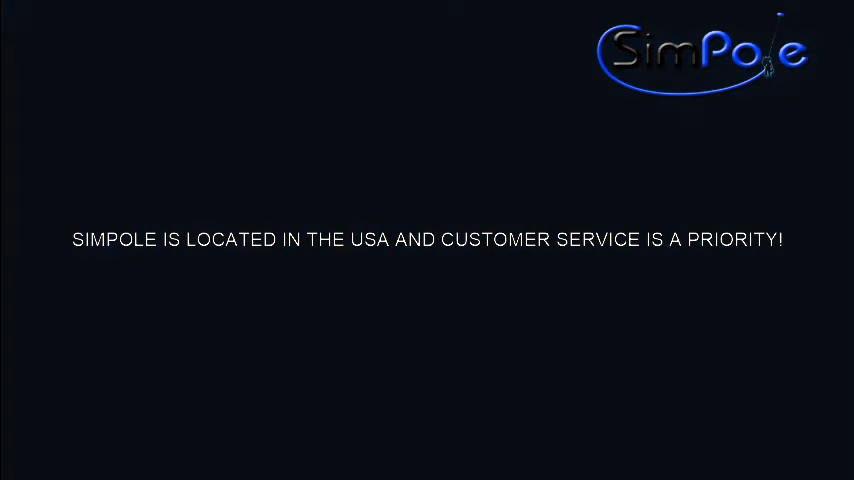 SimPole
SIMPOLE IS LOCATED IN THE USA AND CUSTOMER SERVICE IS A PRIORITY!